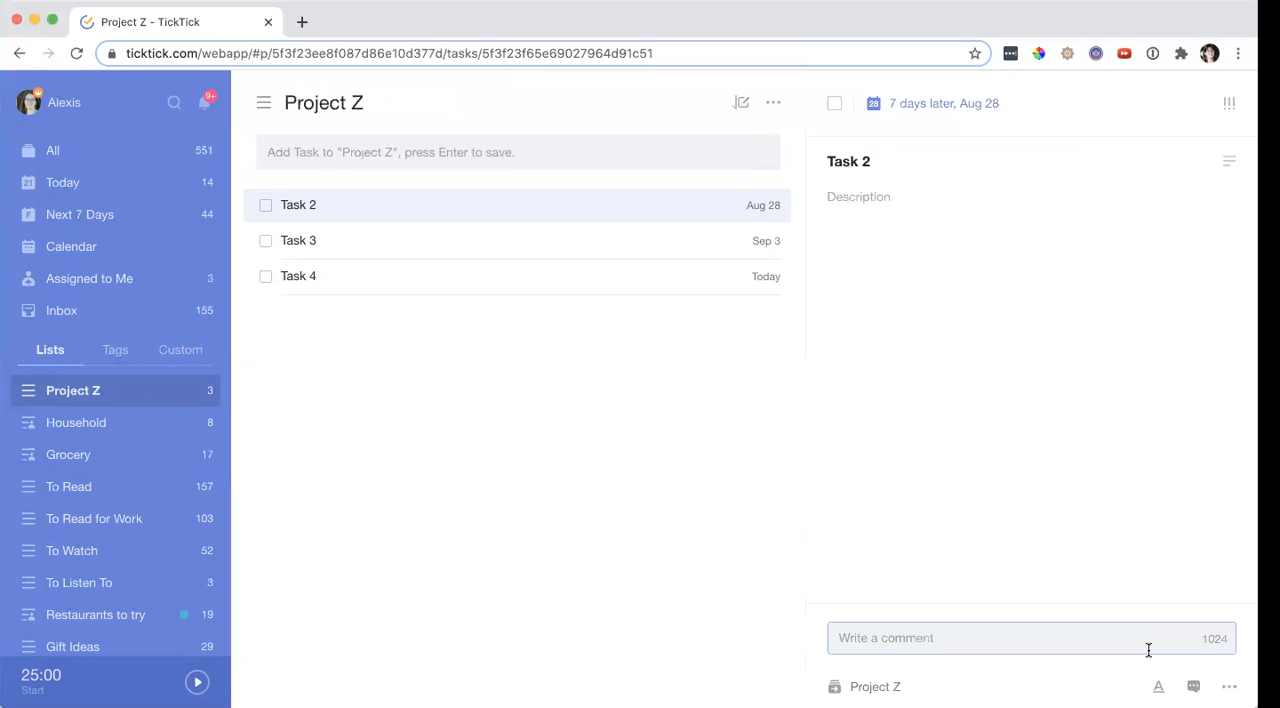 Project Z - TickTick
ticktick.com/webapp/#p/5f3f23ee8f087d86e10d377d/tasks/5f3f23f65e69027964d91c51
Alexis
9+
All 551
21 Today 14
F Next 7 Days 44
Calendar
Assigned to Me 3
Inbox 155
Lists Tags Custom
Project Z 3
Household 8
Grocery 17
To Read 157
To Read for Work 103
To Watch 52
To Listen To 3
Restaurants to try 19
Gift Ideas 29
25:00
Start
Project Z
Add Task to "Project Z", press Enter to save.
Task 2 Aug 28
Task 3 Sep 3
Task 4 Today
28 7 days later, Aug 28
Task 2
Description
Write a comment 1024
Project Z